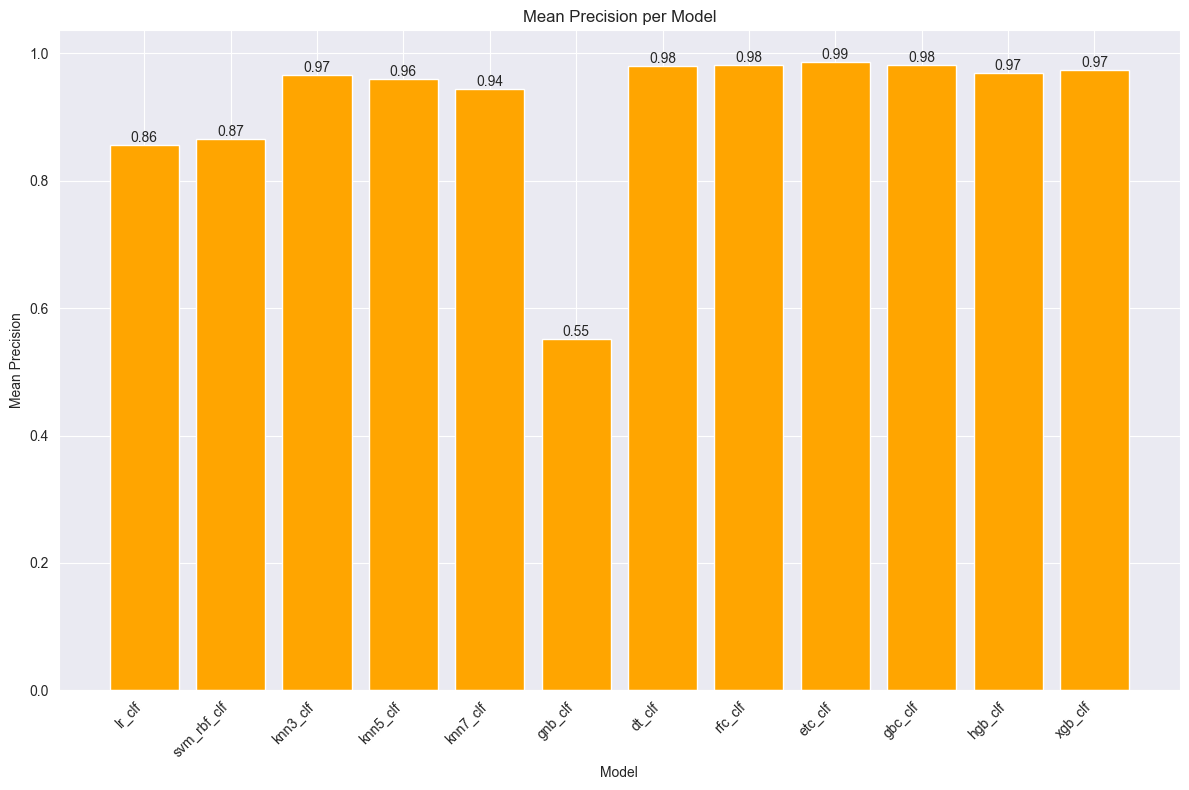 Mean Precision per Model
Mean Precision
1.0
0.8
0.6
0.4
0.2
0.0
0.86
0.87
0.97
0.96
0.94
0.55
0.98
0.98
0.99
0.98
0.97
0.97
lr_clf
svm_rbf_clf
knn3_clf
knn5_clf
knn7_clf
gnb_clf
dt_clf
rfc_clf
etc_clf
gbc_clf
hgb_clf
xgb_clf
Model